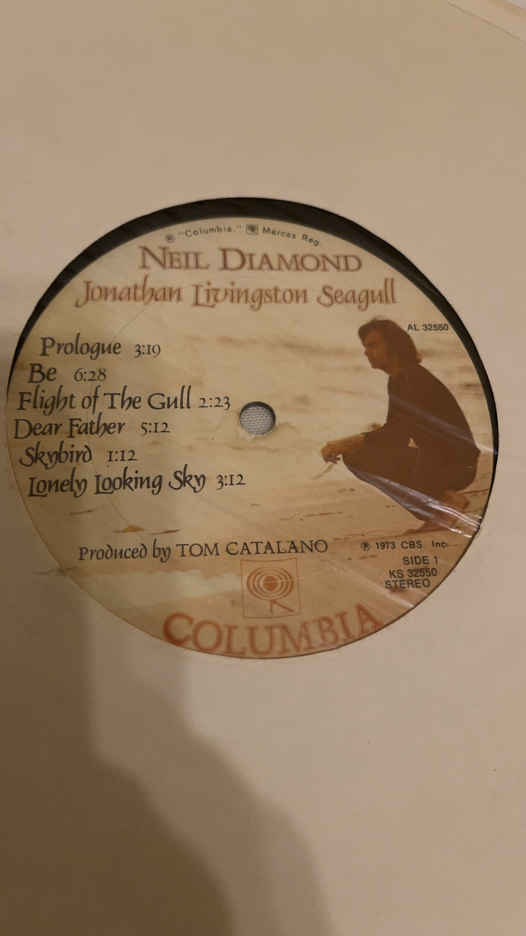 ® "Columbia," Marcas Reg.
NEIL DIAMOND
Jonathan Livingston Seagull
AL 32550
Prologue 3:19
Be 6:28
Flight of The Gull 2:23
Dear Father 5:12
Skybird 1:12
Lonely Looking Sky 3:12
Produced by TOM CATALANO
℗ 1973 CBS Inc.
SIDE 1
KS 32550
STEREO
COLUMBIA